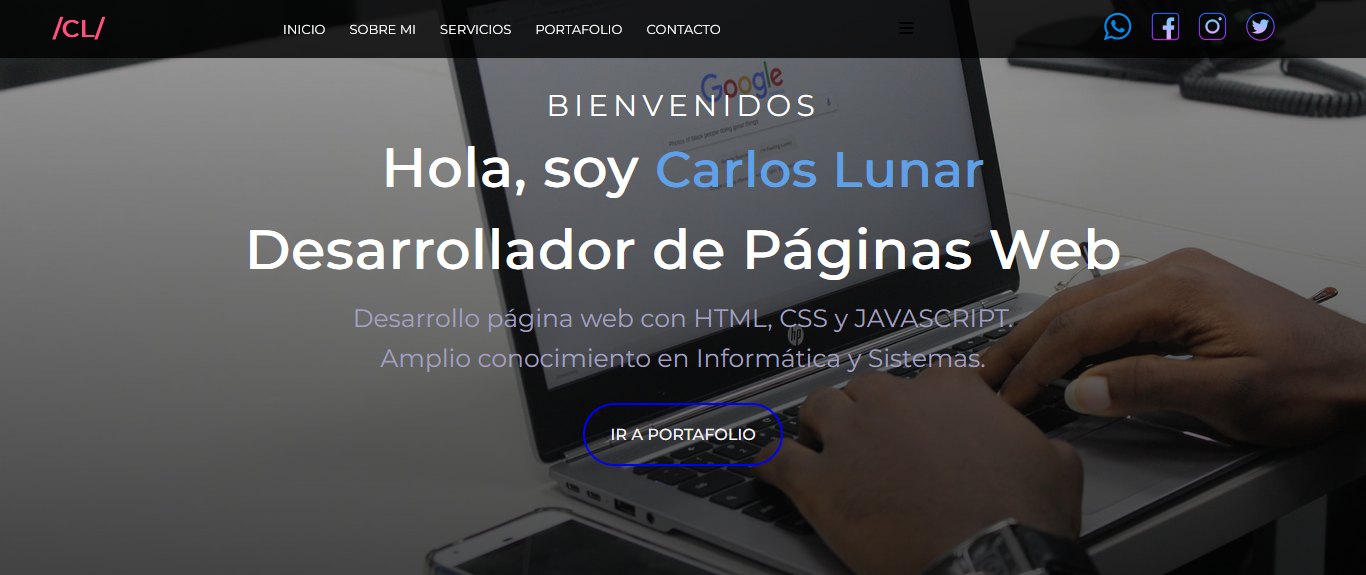 /CL/
INICIO SOBRE MI SERVICIOS PORTAFOLIO CONTACTO
Google
BIENVENIDOS
Hola, soy Carlos Lunar
Desarrollador de Páginas Web
Desarrollo página web con HTML, CSS y JAVASCRIPT.
Amplio conocimiento en Informática y Sistemas.
hp
IR A PORTAFOLIO